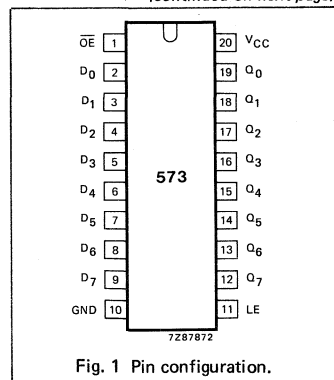 (continued on next page)
OE 1 20 VCC
D0 2 19 Q0
D1 3 18 Q1
D2 4 17 Q2
D3 5 16 Q3
573
D4 6 15 Q4
D5 7 14 Q5
D6 8 13 Q6
D7 9 12 Q7
GND 10 11 LE
7Z87872
Fig. 1 Pin configuration.